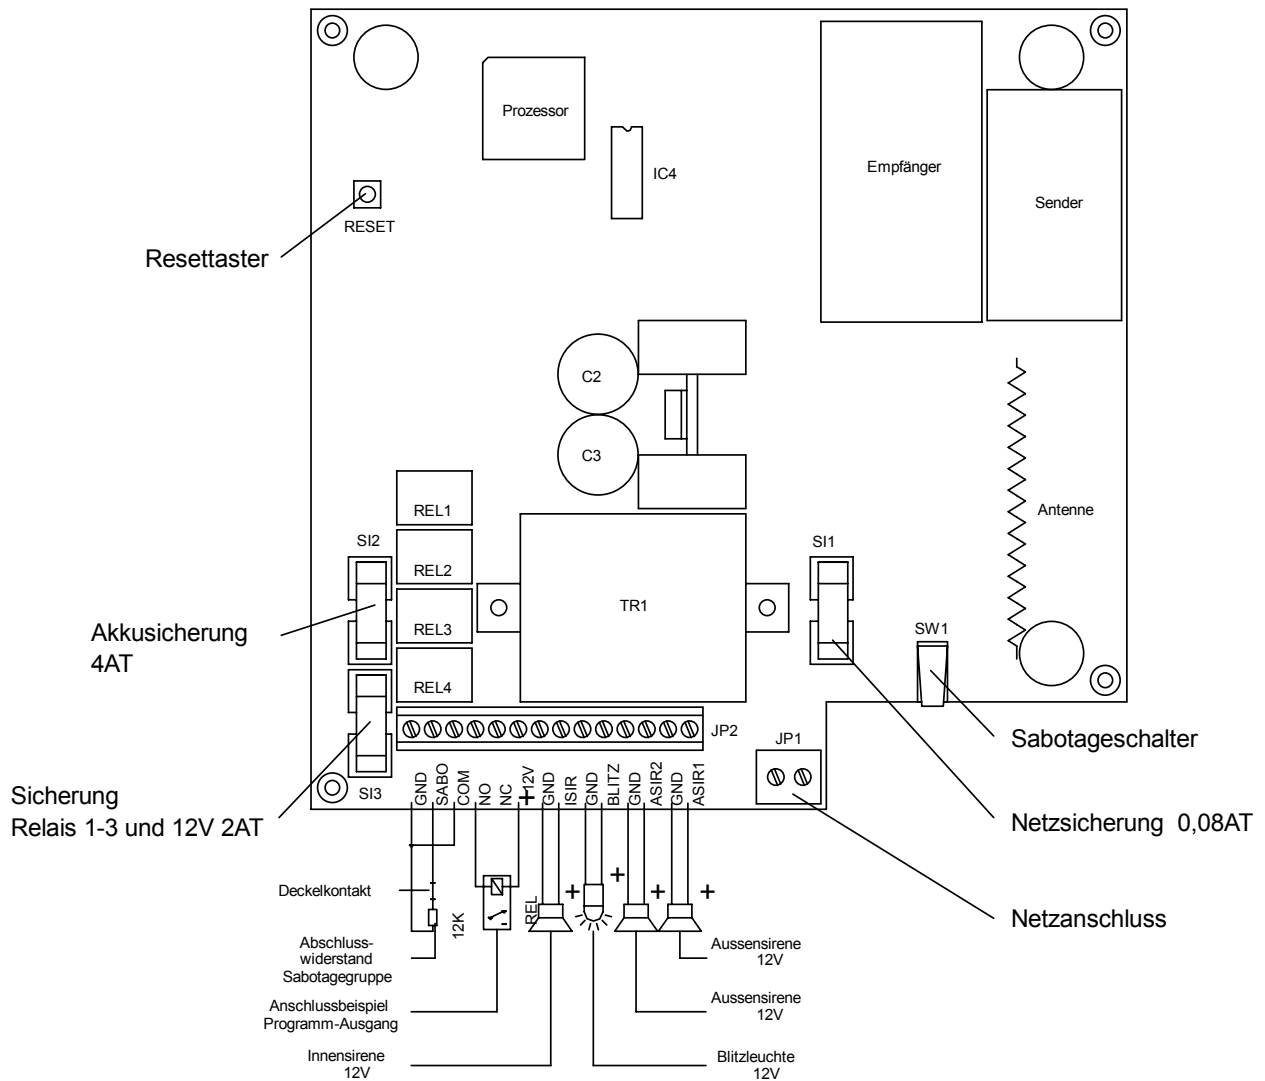 Prozessor
IC4
Empfänger
Sender
RESET
Resettaster
C2
C3
Antenne
REL1
SI2
SI1
REL2
TR1
REL3
SW1
Akkusicherung
4AT
REL4
JP2
JP1
Sabotageschalter
SI3
GND
SABO
COM
NO
NC
+12V
GND
ISIR
GND
BLITZ
GND
ASIR2
GND
ASIR1
Sicherung
Relais 1-3 und 12V 2AT
Netzsicherung 0,08AT
Deckelkontakt
+
+
+
+
12K
REL
Netzanschluss
Abschluss-
widerstand
Sabotagegruppe
Aussensirene
12V
Anschlussbeispiel
Programm-Ausgang
Aussensirene
12V
Innensirene
12V
Blitzleuchte
12V